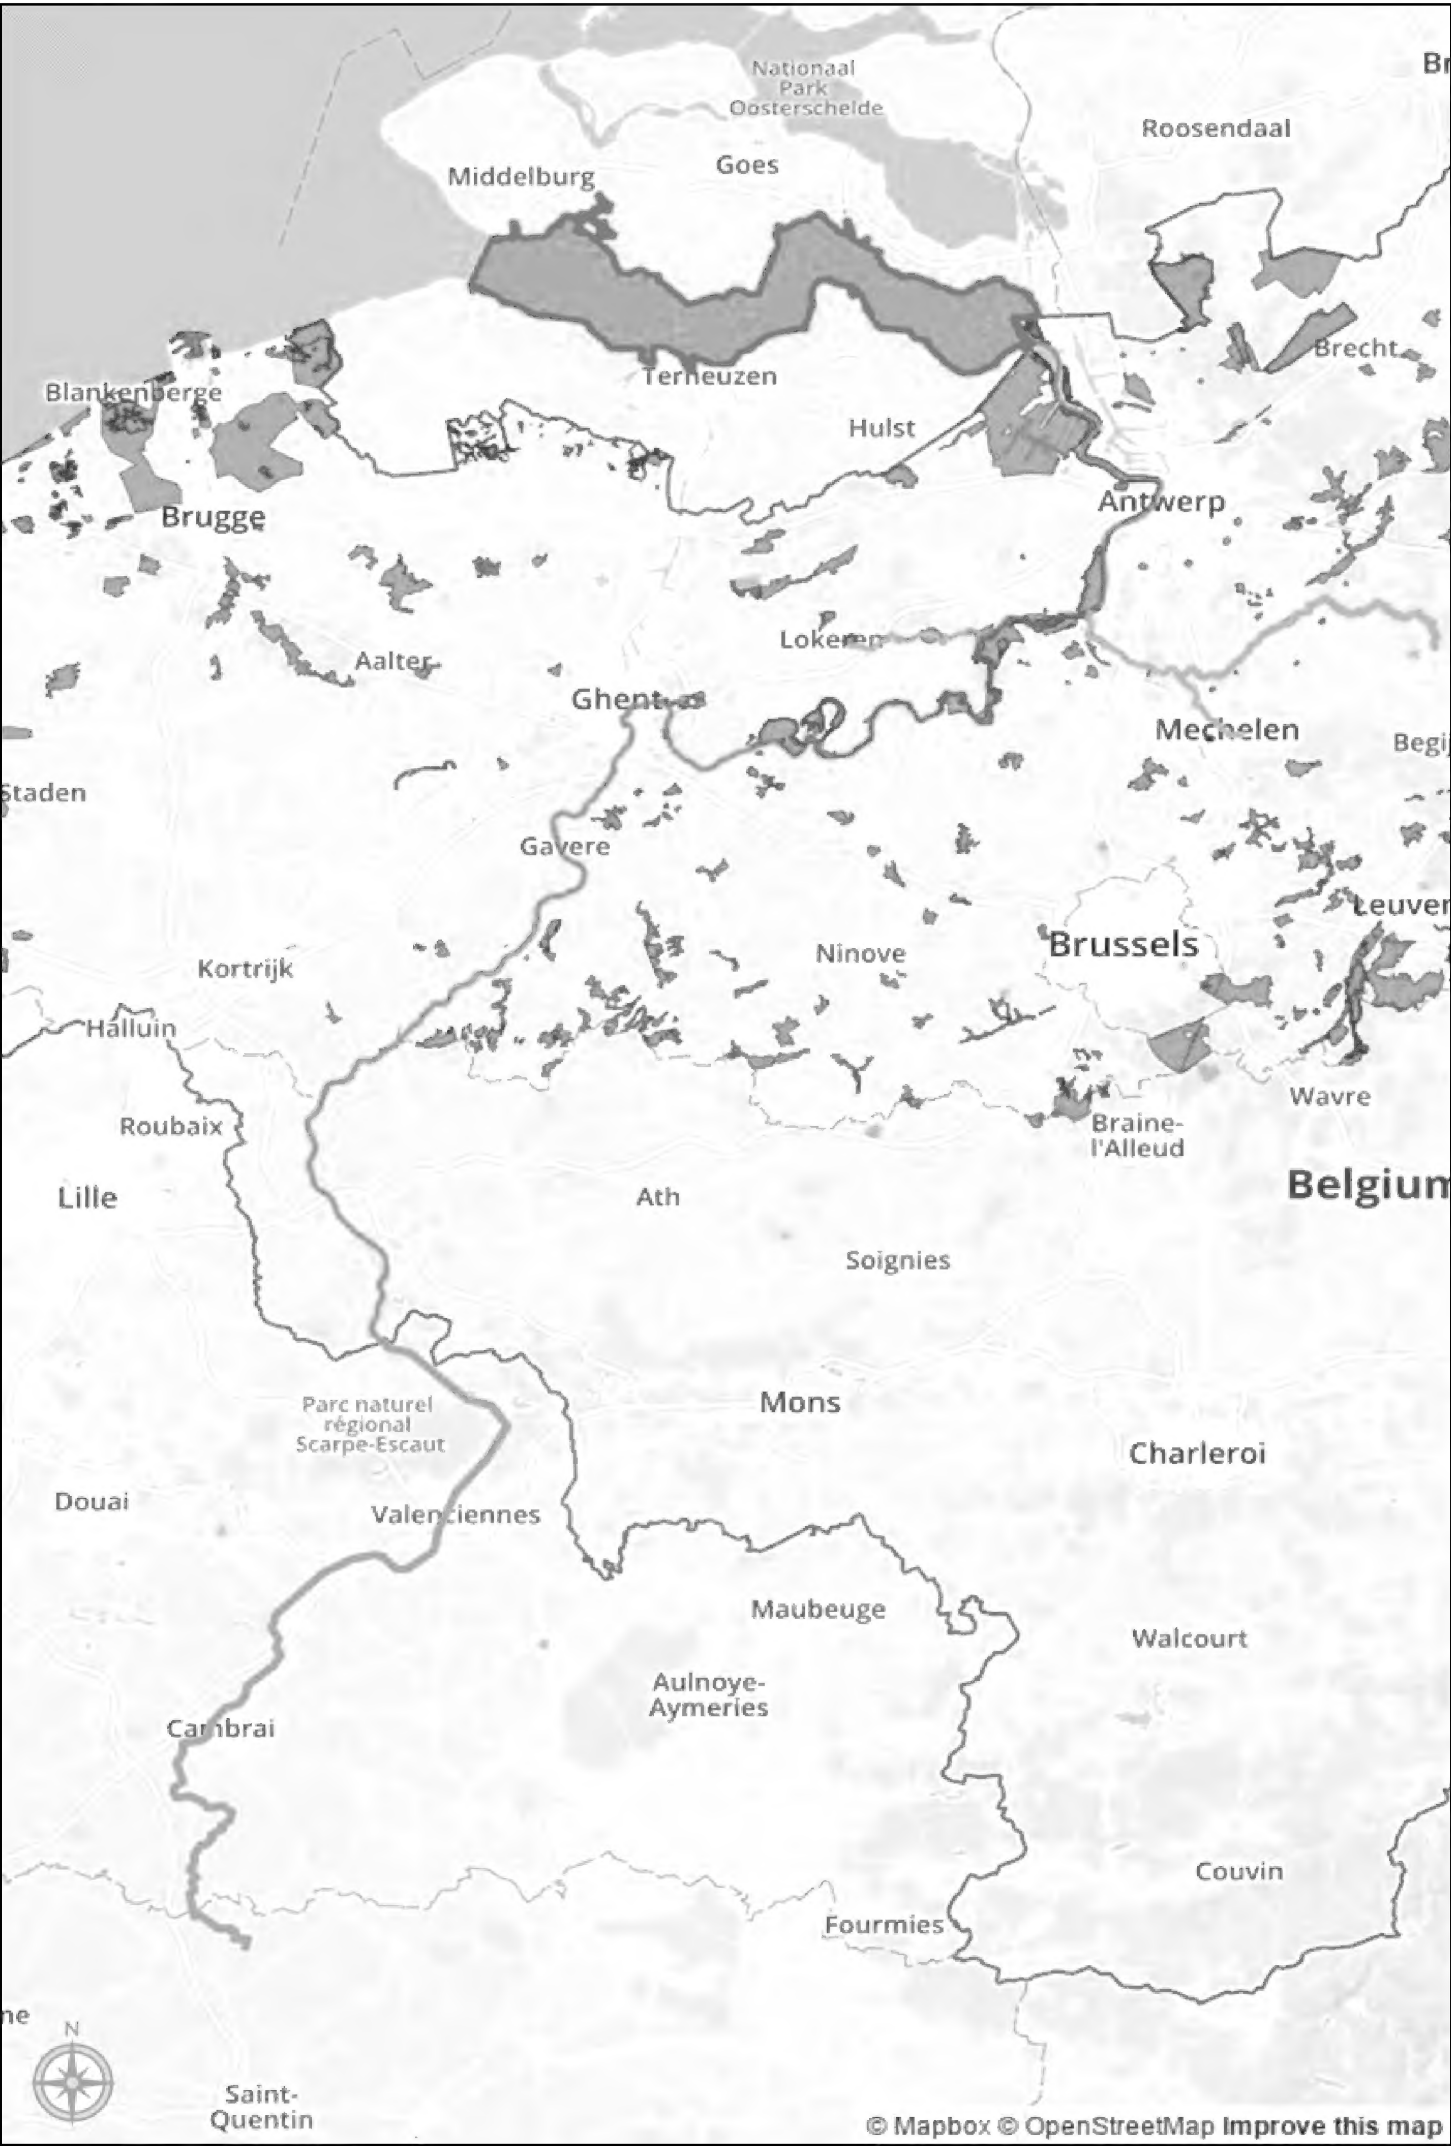 Nationaal
Park
Oosterschelde
Br
Roosendaal
Goes
Middelburg
Brecht
Terneuzen
Blankenberge
Hulst
Antwerp
Brugge
Lokeren
Aalter
Ghent
Mechelen
Begij
Staden
Gavere
Leuven
Brussels
Ninove
Kortrijk
Halluin
Wavre
Roubaix
Braine-
l'Alleud
Belgium
Lille
Ath
Soignies
Parc naturel
régional
Scarpe-Escaut
Mons
Charleroi
Douai
Valenciennes
Maubeuge
Walcourt
Aulnoye-
Aymeries
Cambrai
Couvin
Fourmies
ne
N
Saint-
Quentin
© Mapbox © OpenStreetMap Improve this map